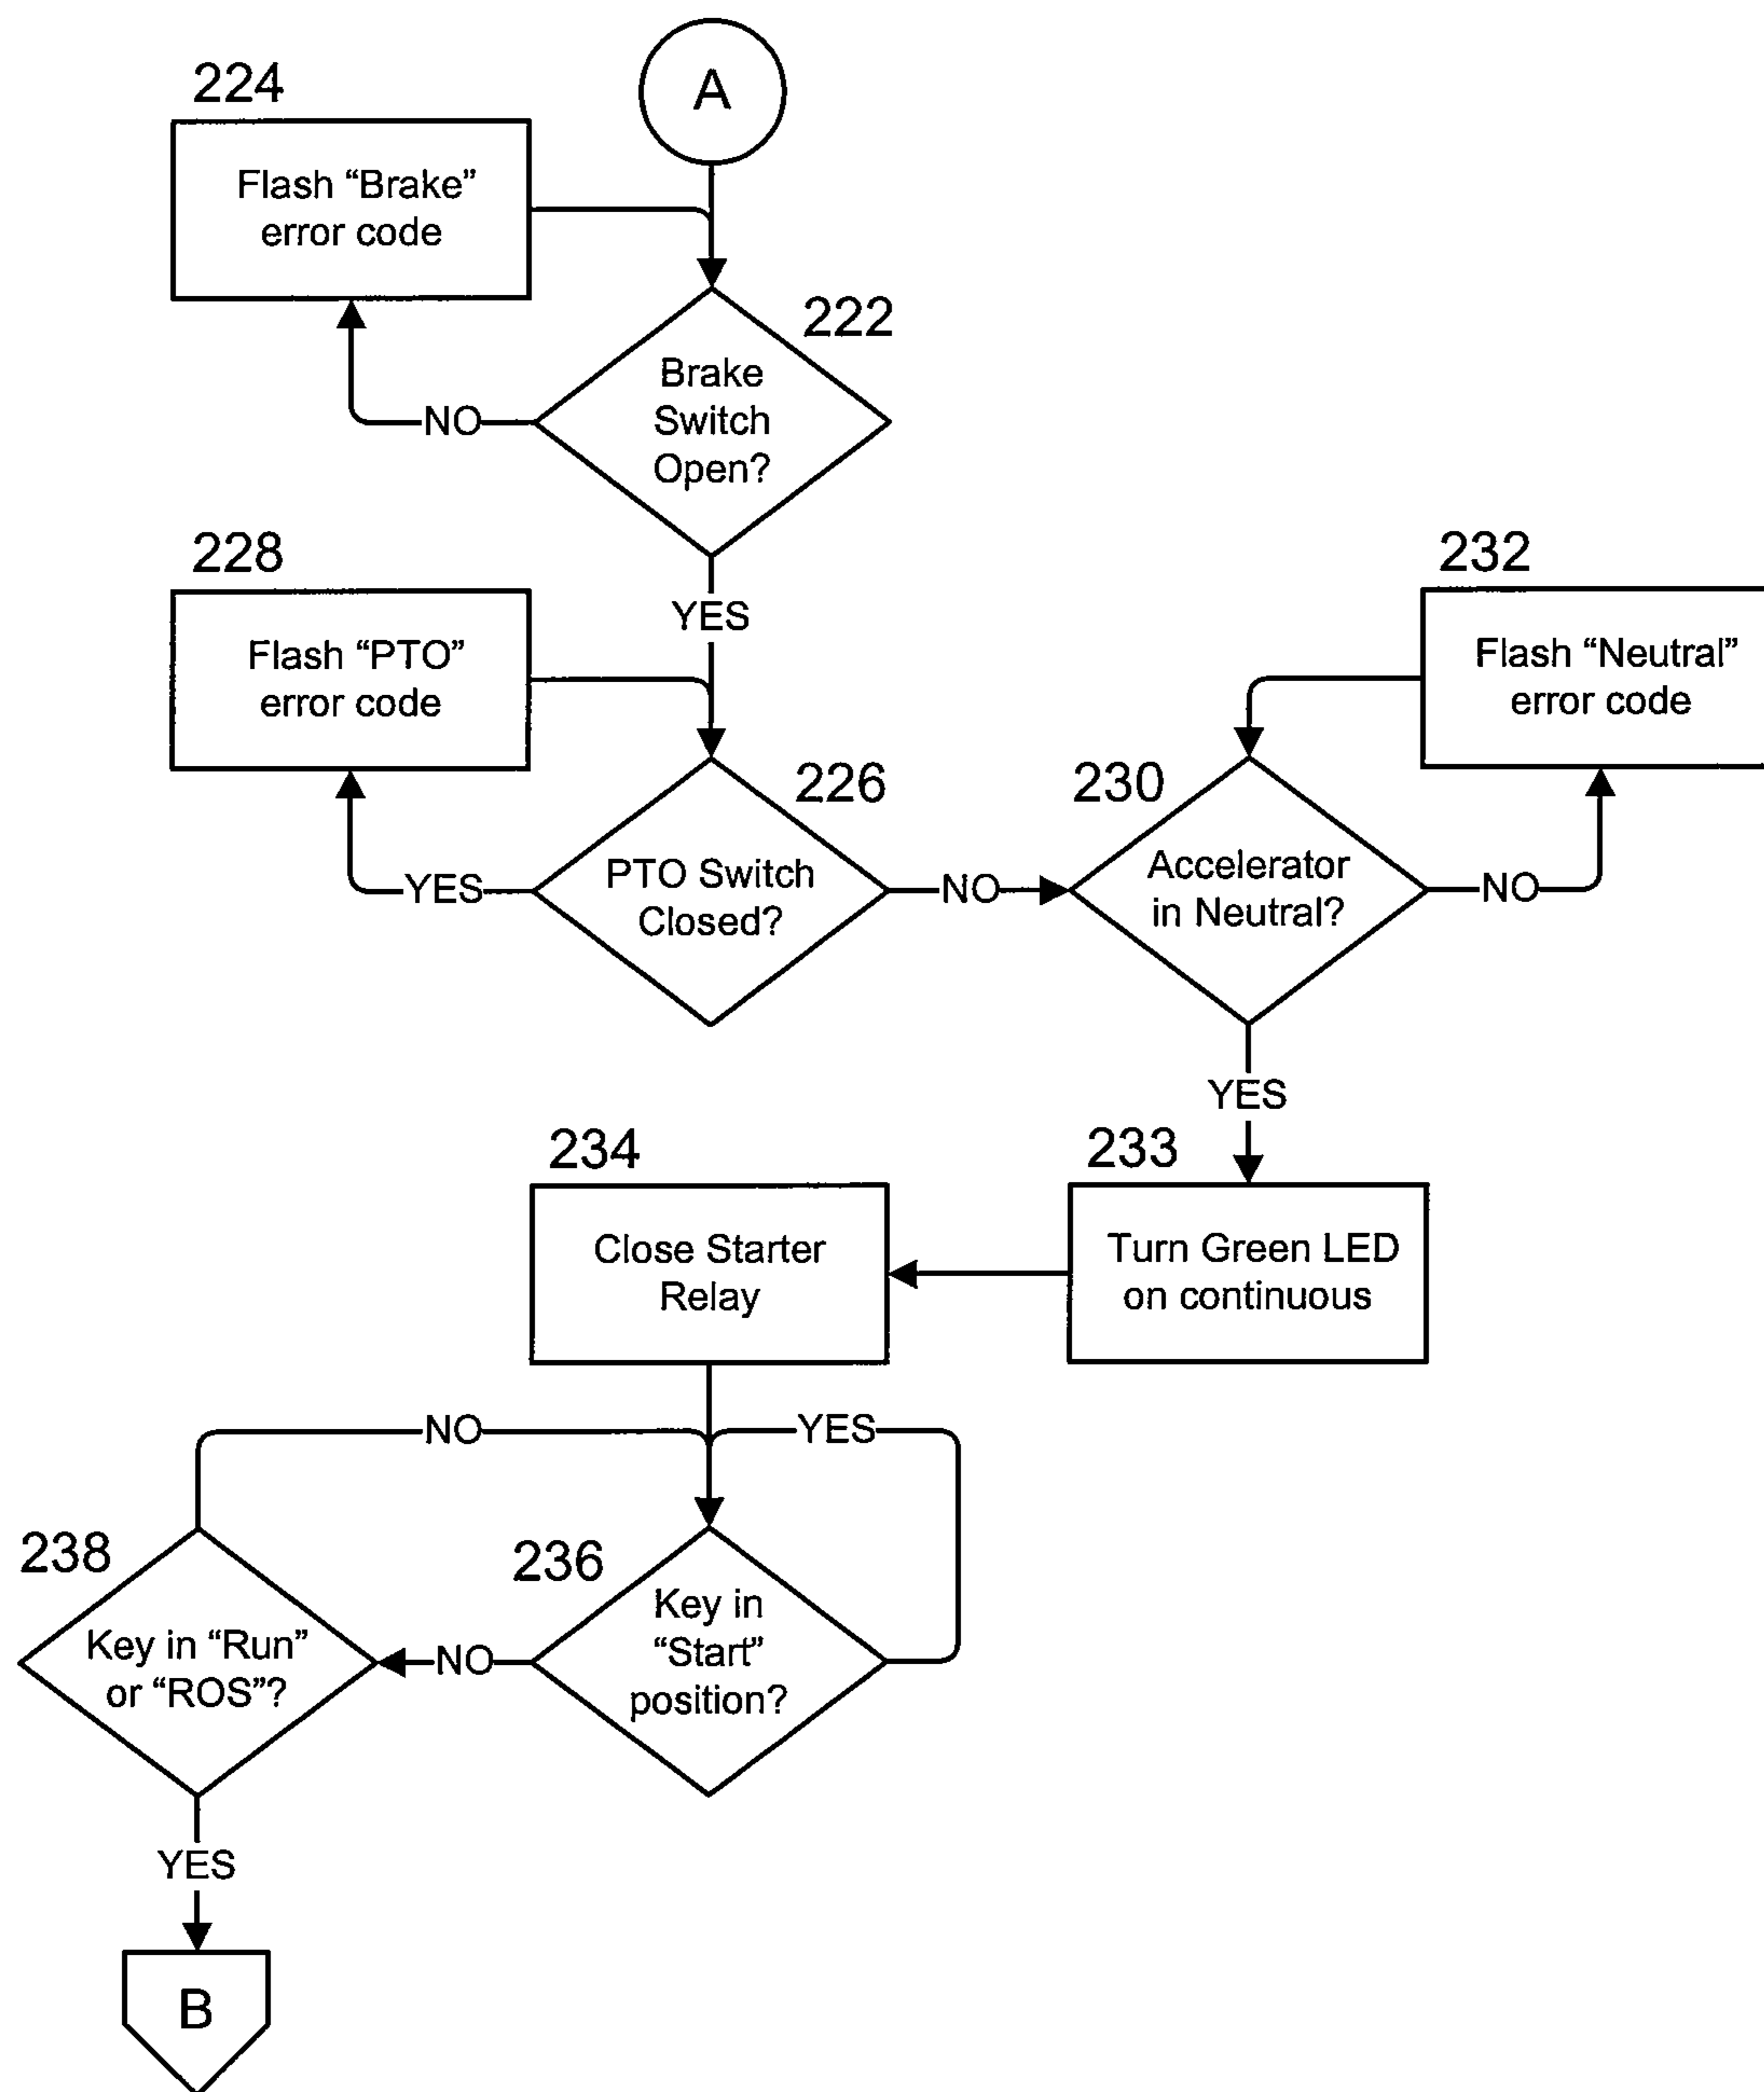 A
224
Flash “Brake”
error code
222
Brake
Switch
Open?
NO
YES
228
Flash “PTO”
error code
232
Flash “Neutral”
error code
226
PTO Switch
Closed?
YES
NO
230
Accelerator
in Neutral?
NO
YES
234
Close Starter
Relay
233
Turn Green LED
on continuous
NO
YES
238
Key in “Run”
or “ROS”?
NO
236
Key in
“Start”
position?
YES
B